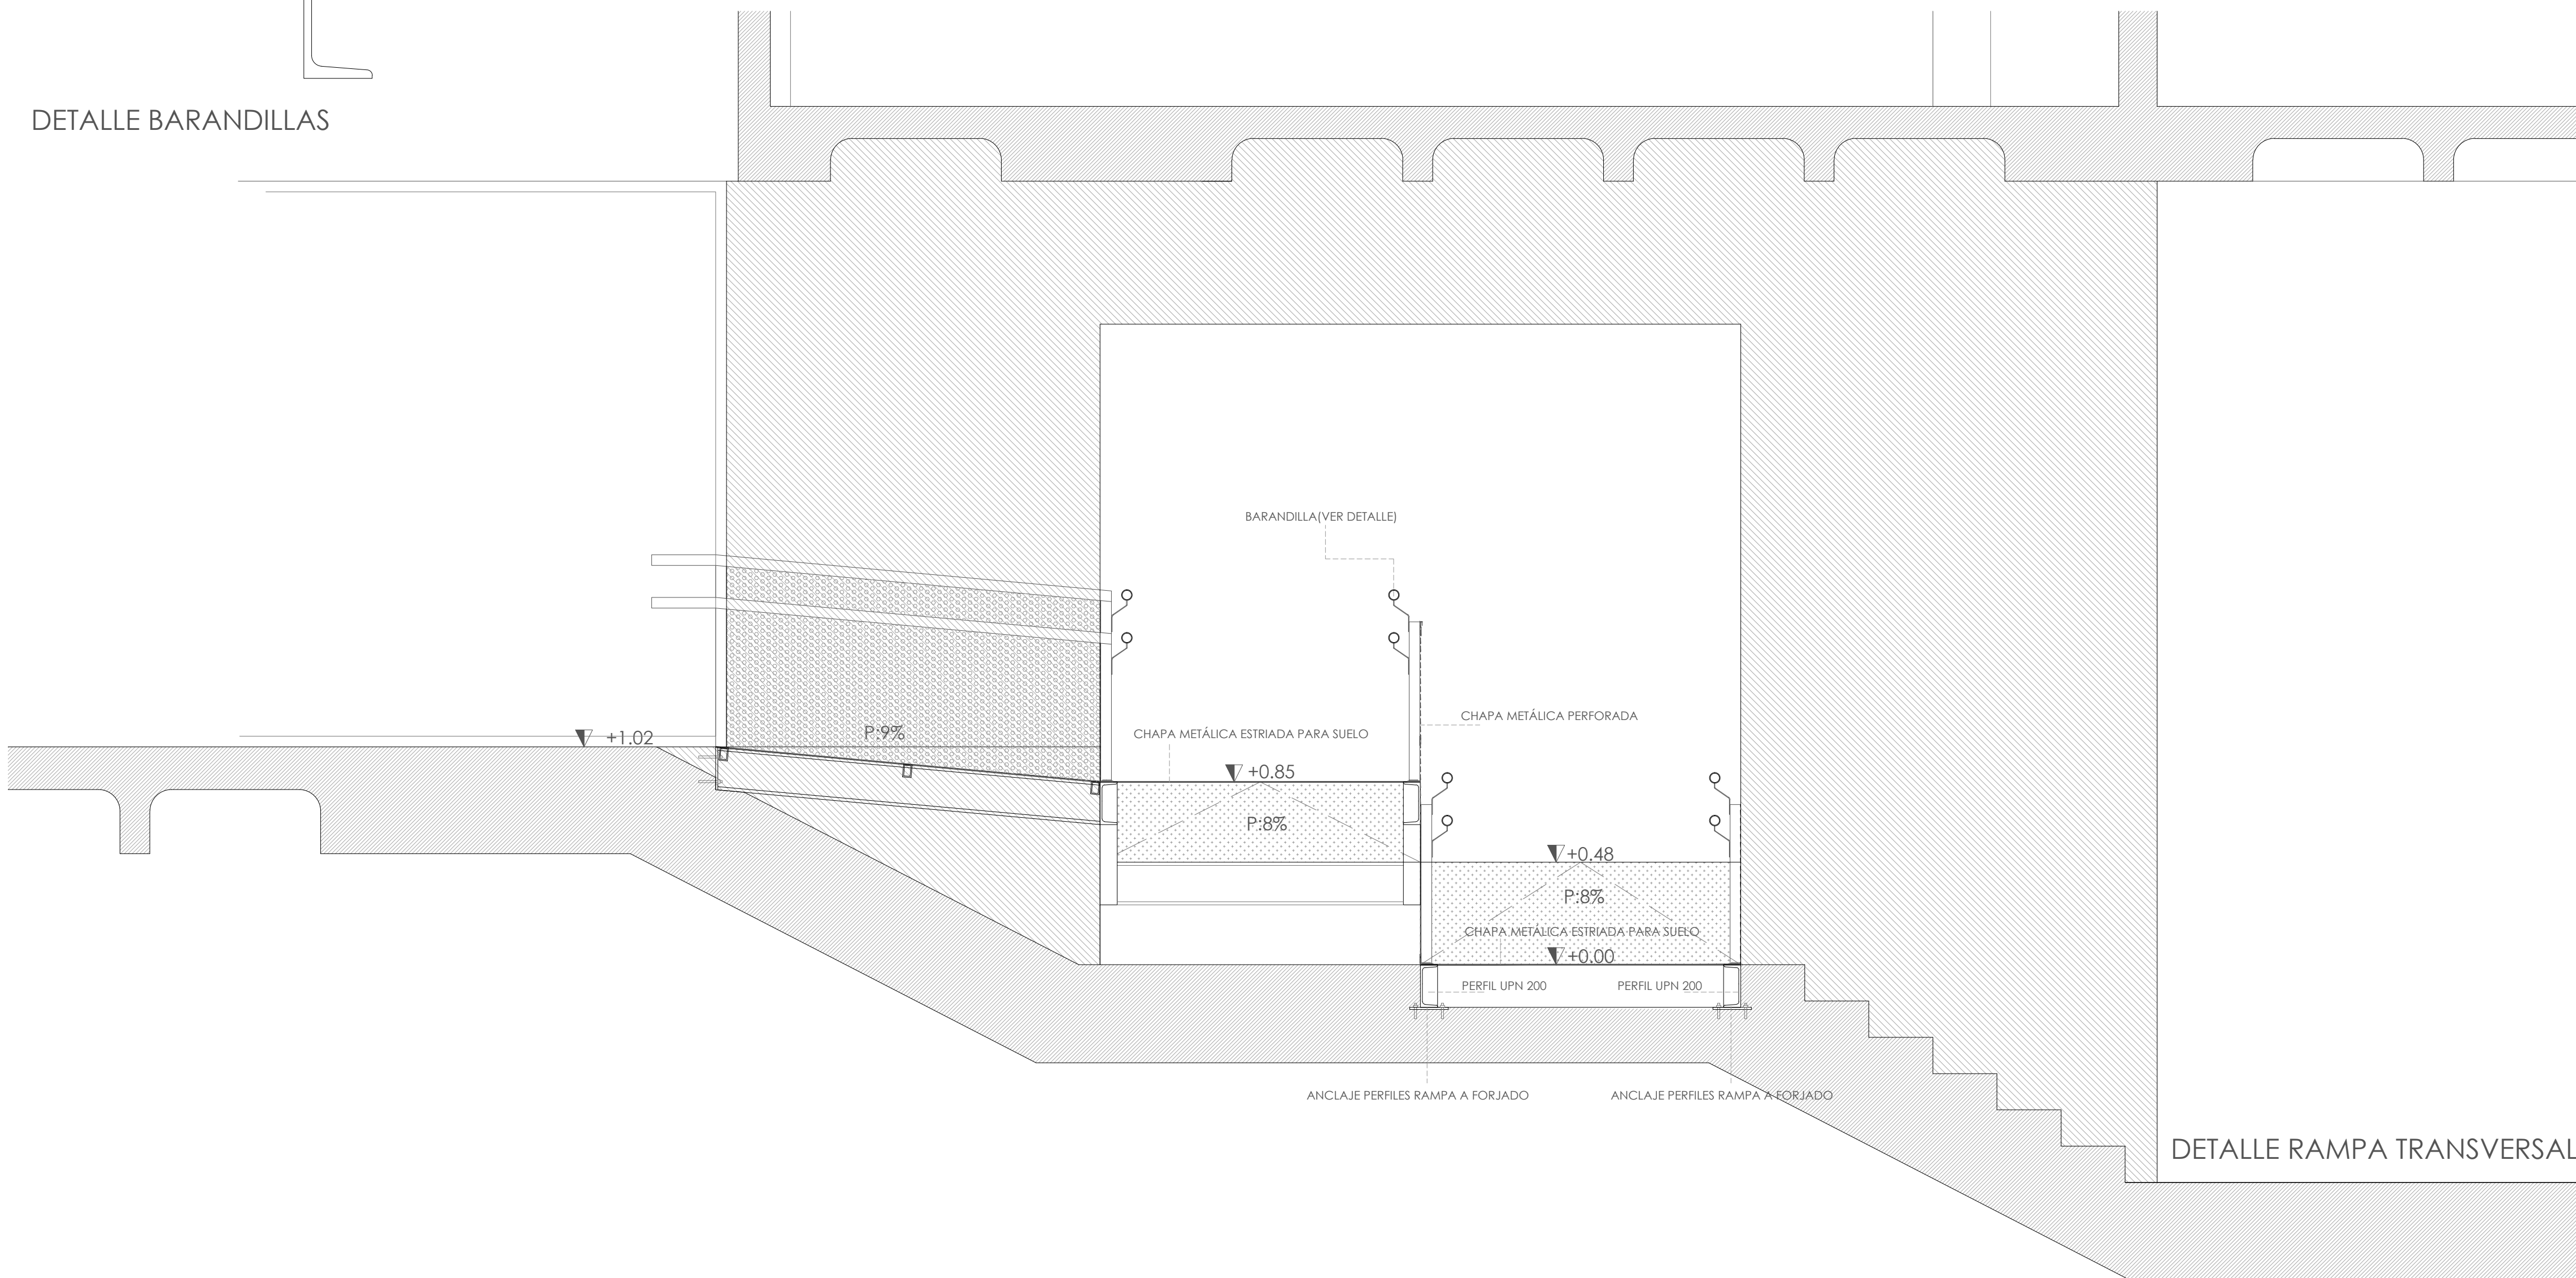 DETALLE BARANDILLAS
BARANDILLA(VER DETALLE)
CHAPA METÁLICA PERFORADA
P:9%
+1.02
CHAPA METÁLICA ESTRIADA PARA SUELO
+0.85
P:8%
+0.48
P:8%
CHAPA METÁLICA ESTRIADA PARA SUELO
+0.00
PERFIL UPN 200
PERFIL UPN 200
ANCLAJE PERFILES RAMPA A FORJADO
ANCLAJE PERFILES RAMPA A FORJADO
DETALLE RAMPA TRANSVERSAL